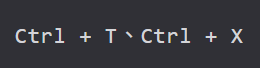 Ctrl + T、Ctrl + X